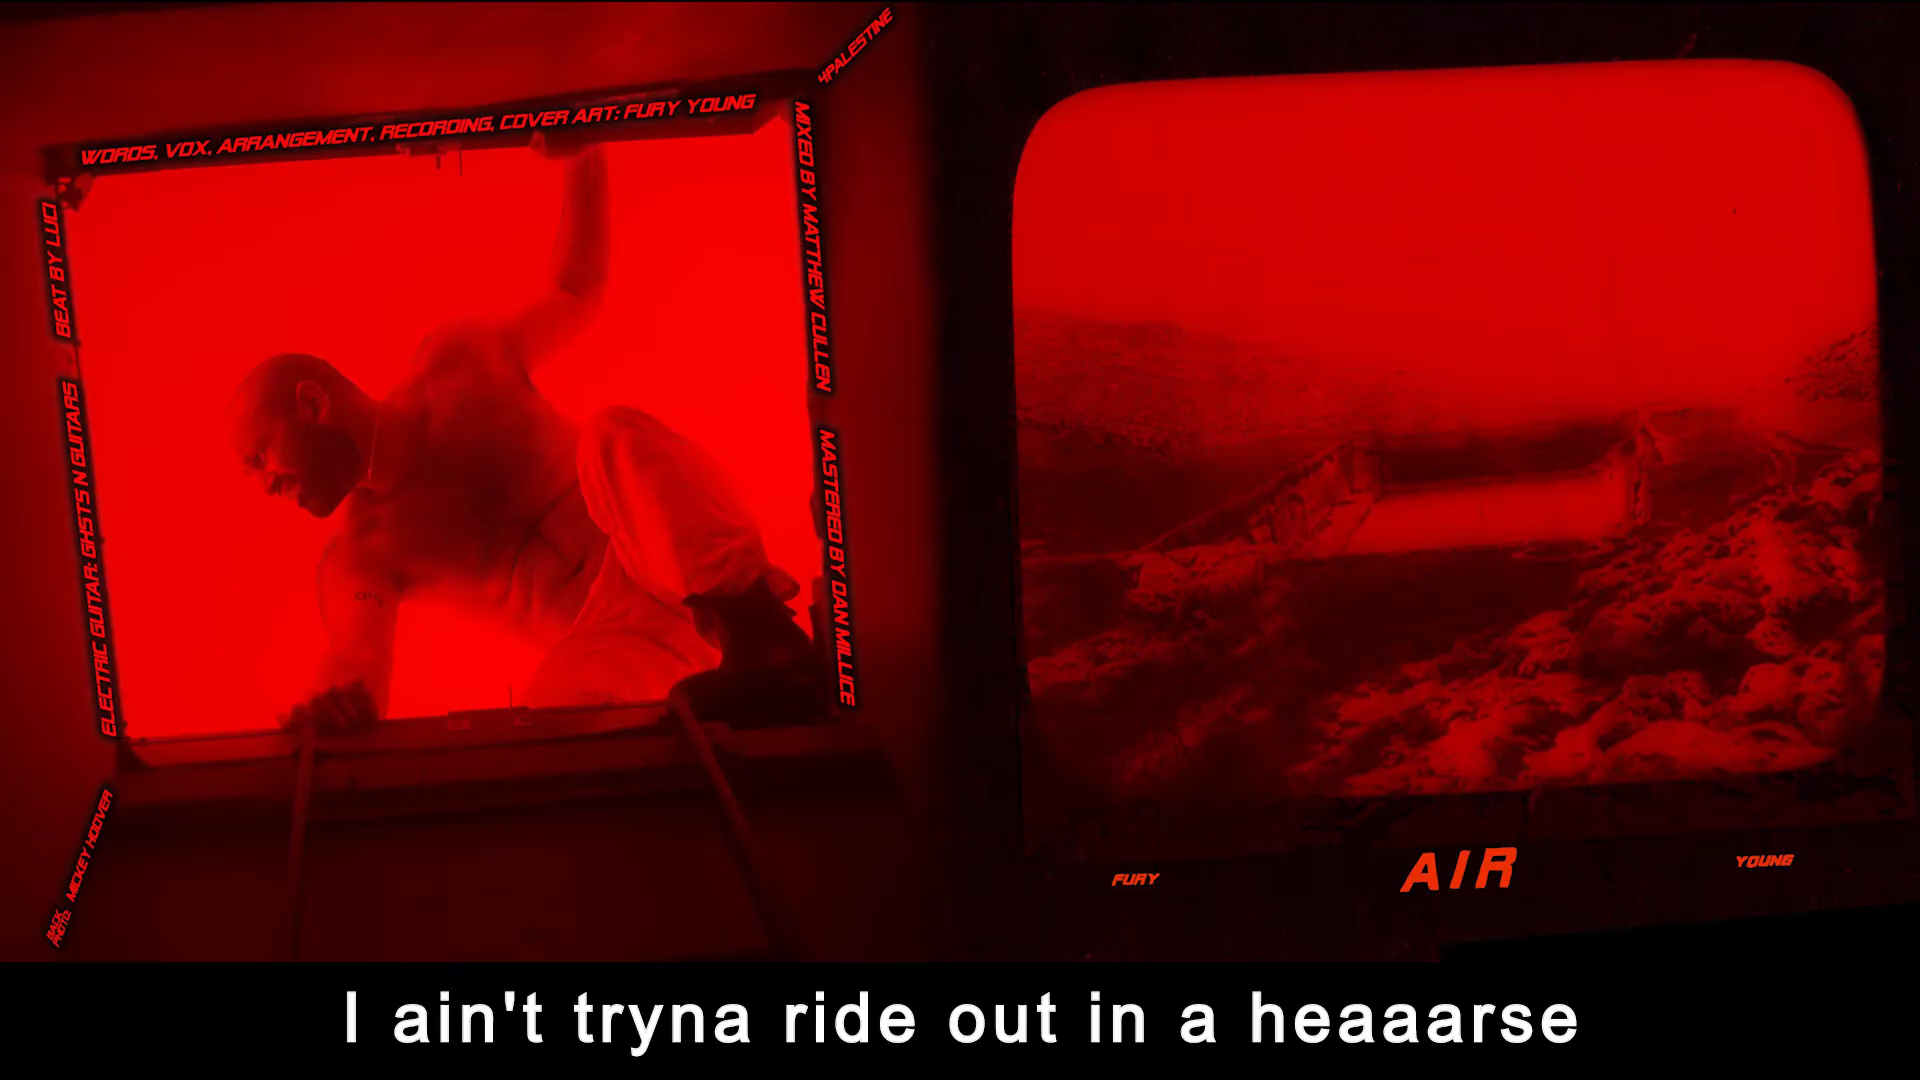 4PALESTINE
WORDS, VOX, ARRANGEMENT, RECORDING, COVER ART: FURY YOUNG
BEAT BY LUCI
ELECTRIC GUITAR: GHSTS N GUITARS
MIXED BY MATTHEW CULLEN
MASTERED BY DAN MILLICE
BACK
PHOTO: MICKEY HOOVER
FURY
AIR
YOUNG
I ain't tryna ride out in a heaaarse